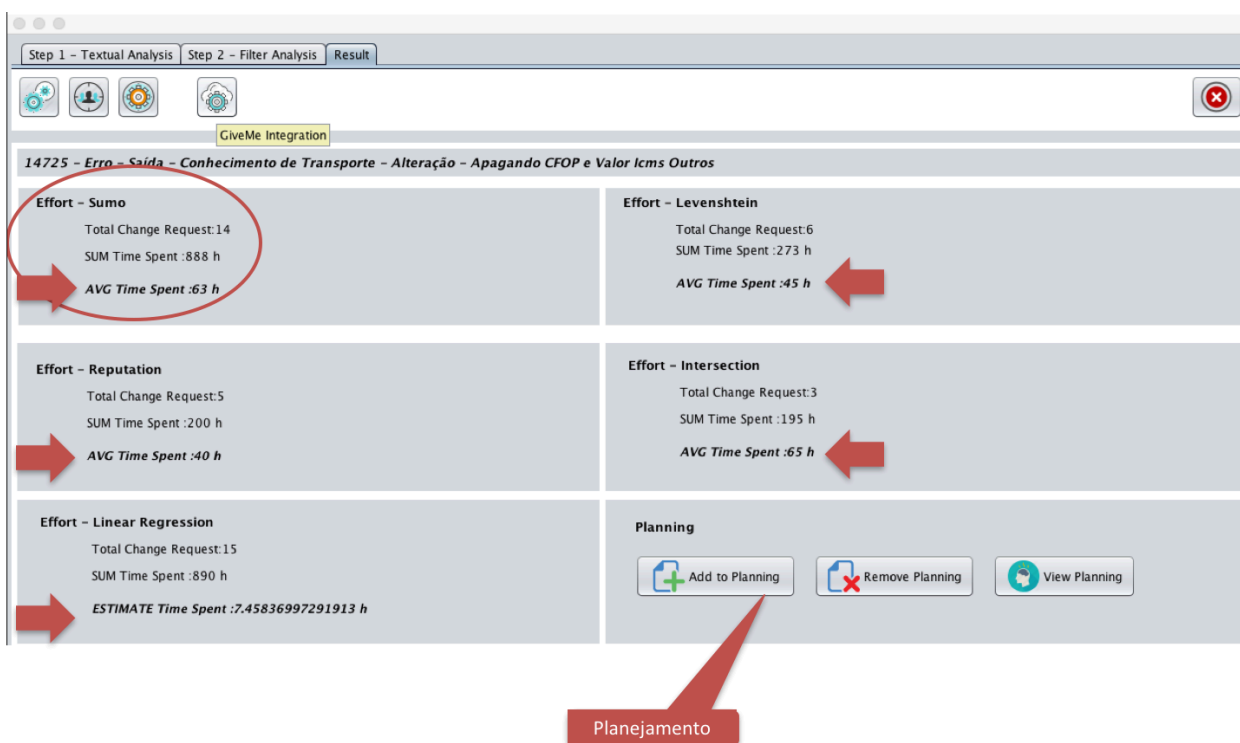 Step 1 – Textual Analysis
Step 2 – Filter Analysis
Result
GiveMe Integration
14725 – Erro – Saída – Conhecimento de Transporte – Alteração – Apagando CFOP e Valor Icms Outros
Effort – Sumo
Total Change Request:14
SUM Time Spent :888 h
AVG Time Spent :63 h
Effort – Levenshtein
Total Change Request:6
SUM Time Spent :273 h
AVG Time Spent :45 h
Effort – Reputation
Total Change Request:5
SUM Time Spent :200 h
AVG Time Spent :40 h
Effort – Intersection
Total Change Request:3
SUM Time Spent :195 h
AVG Time Spent :65 h
Effort – Linear Regression
Total Change Request:15
SUM Time Spent :890 h
ESTIMATE Time Spent :7.45836997291913 h
Planning
Add to Planning
Remove Planning
View Planning
Planejamento